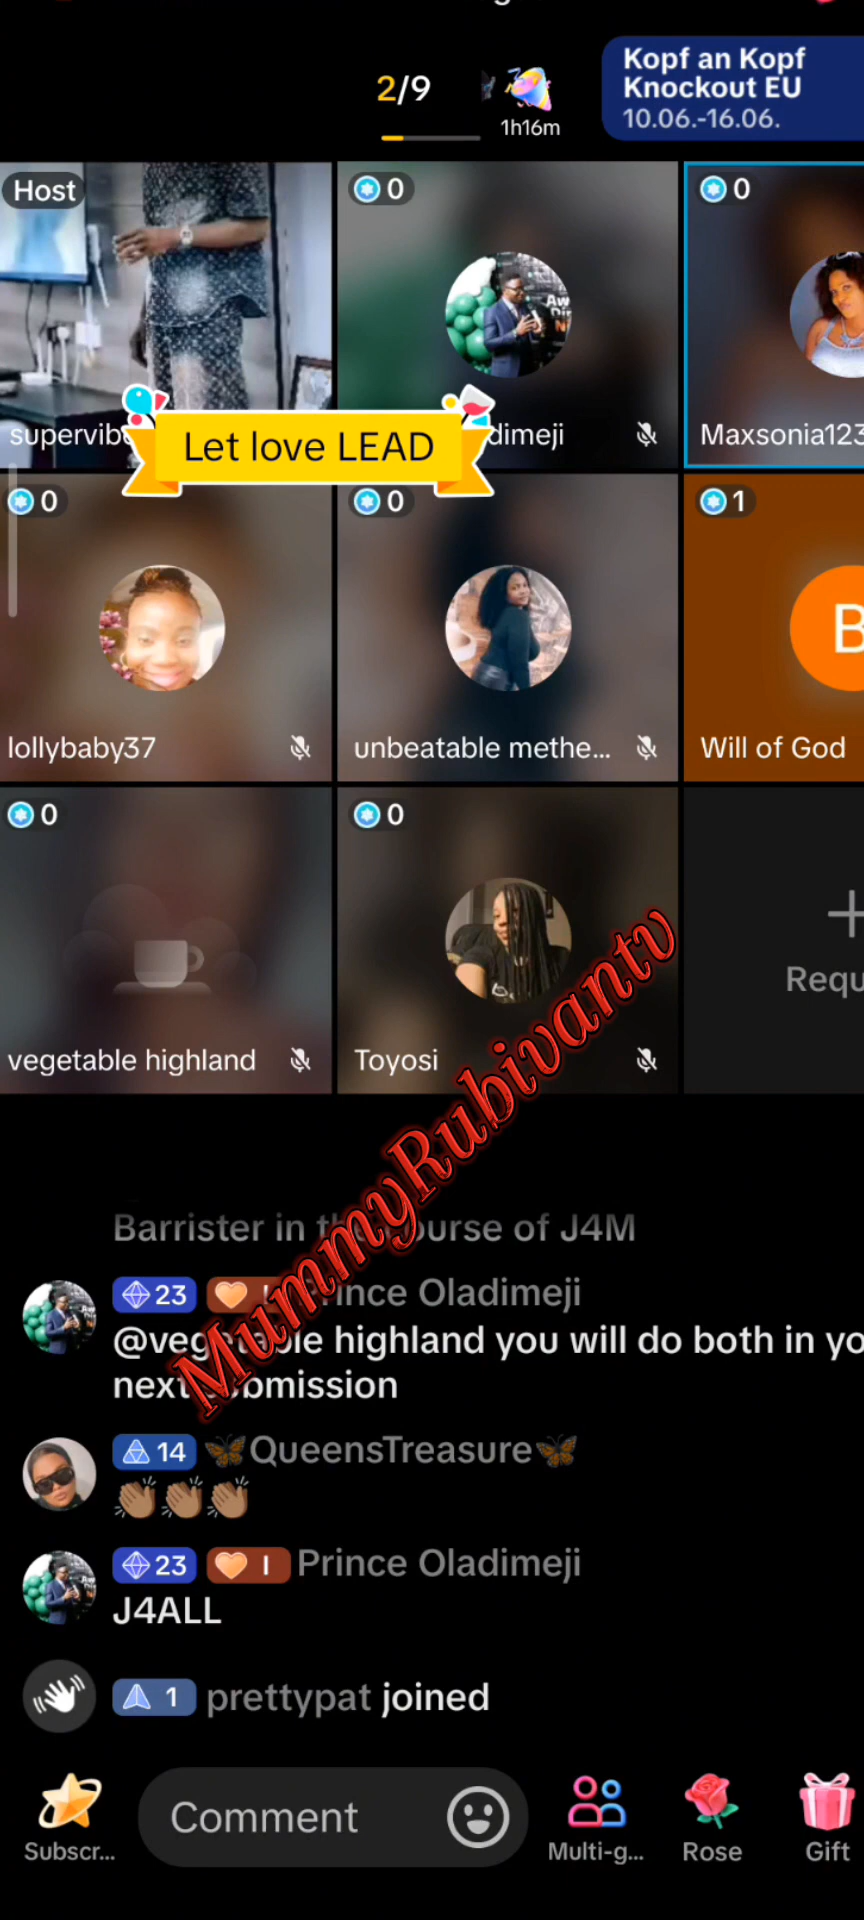 2/9
1h16m
Kopf an Kopf
Knockout EU
10.06.-16.06.
Host
0
0
Let love LEAD
dimeji
Maxsonia123
0
0
1
B
lollybaby37
unbeatable methe...
Will of God
0
0
vegetable highland
Toyosi
MummyRubivantv
Barrister in the course of J4M
23
Prince Oladimeji
@vegetable highland you will do both in
next submission
14 🦋QueensTreasure🦋
👏🏽👏🏽👏🏽
23 I Prince Oladimeji
J4ALL
1 prettypat joined
Subscr...
Comment
Multi-g...
Rose
Gift